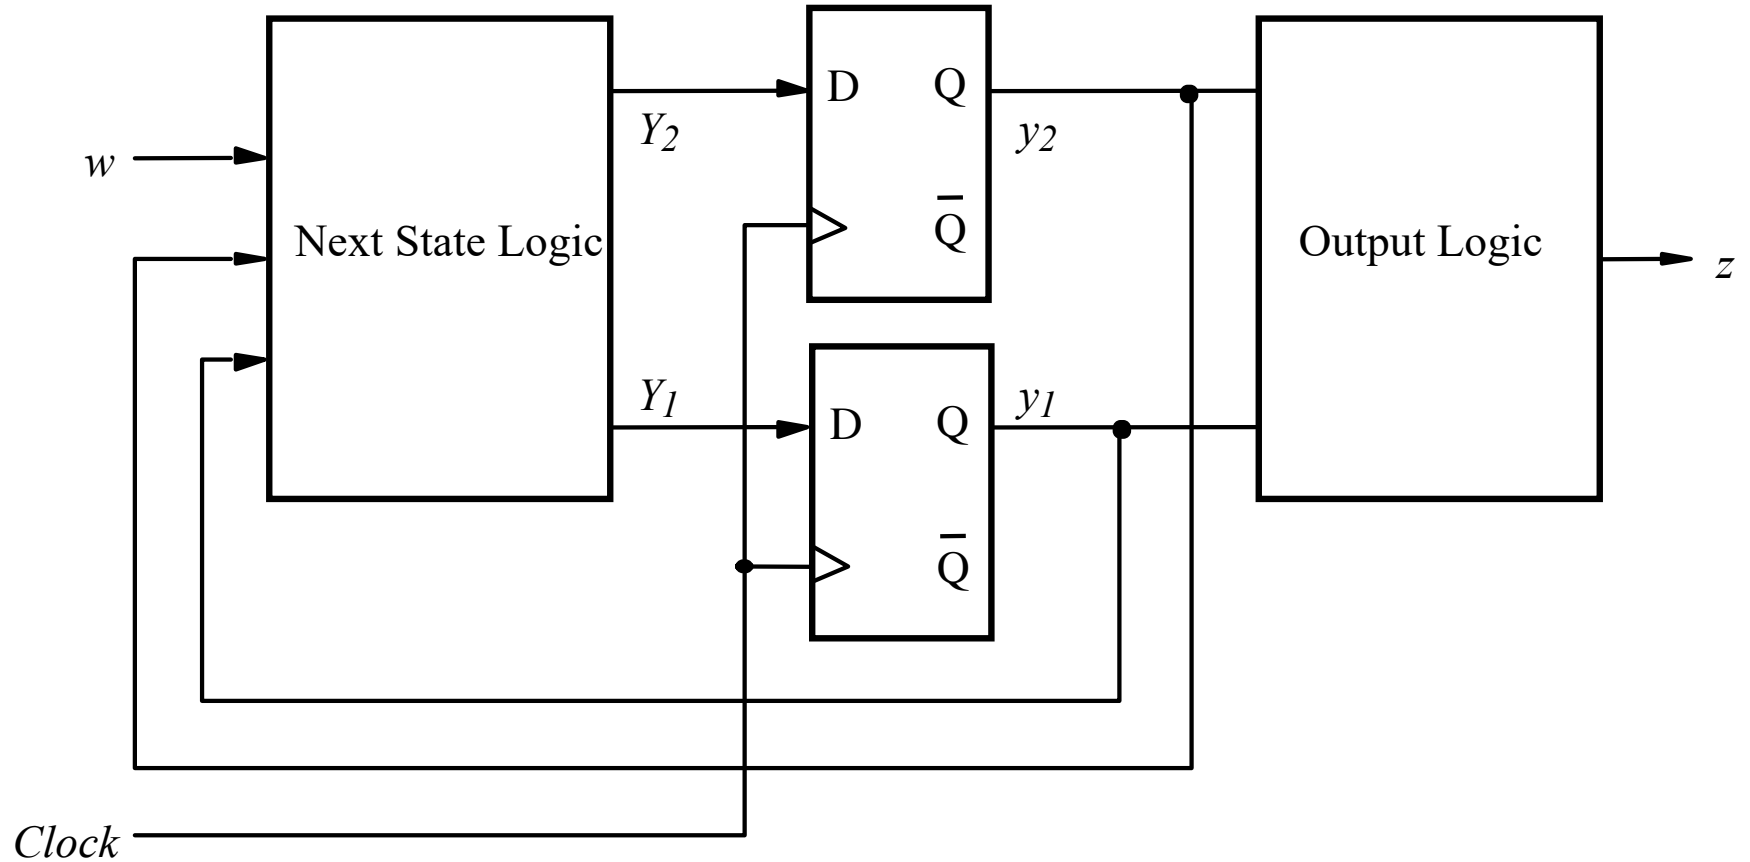 D Q
Y2
y2
w
Q̅
Next State Logic
Output Logic
z
Y1
y1
D Q
Q̅
Clock